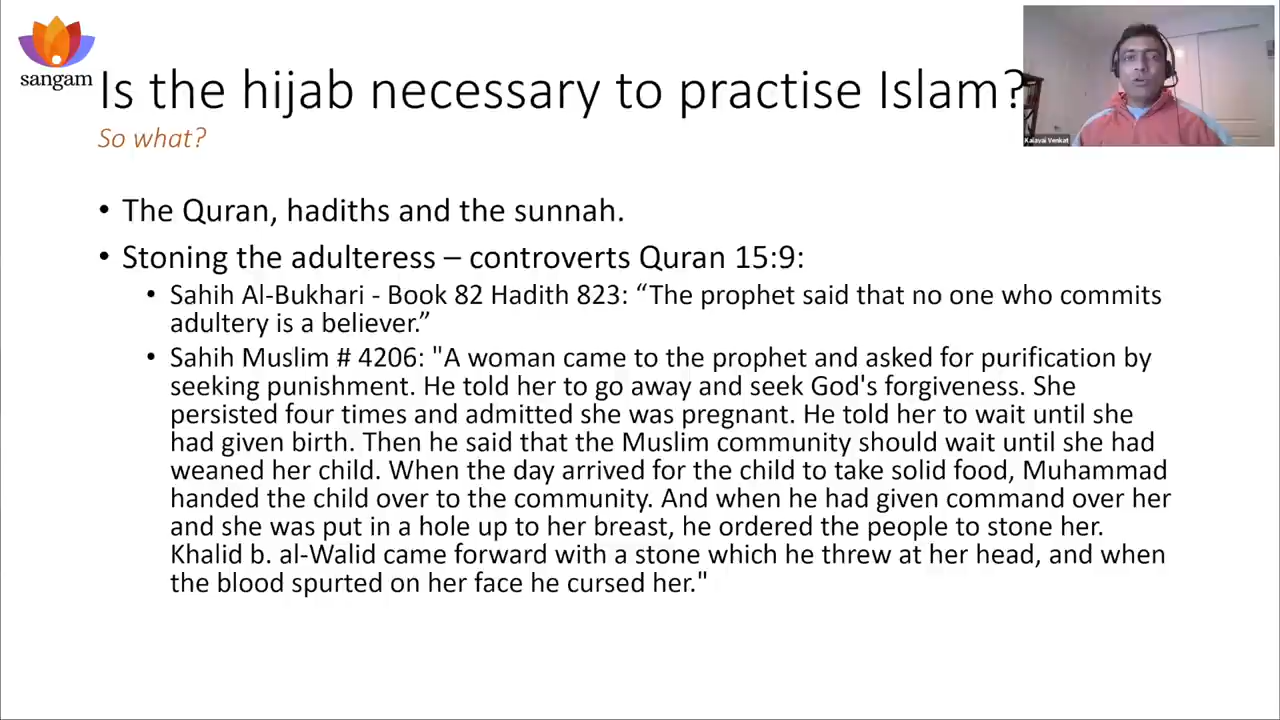 sangam
Is the hijab necessary to practise Islam?
So what?
Kalavai Venkat
• The Quran, hadiths and the sunnah.
• Stoning the adulteress – controverts Quran 15:9:
• Sahih Al-Bukhari - Book 82 Hadith 823: “The prophet said that no one who commits
adultery is a believer.”
• Sahih Muslim # 4206: "A woman came to the prophet and asked for purification by
seeking punishment. He told her to go away and seek God's forgiveness. She
persisted four times and admitted she was pregnant. He told her to wait until she
had given birth. Then he said that the Muslim community should wait until she had
weaned her child. When the day arrived for the child to take solid food, Muhammad
handed the child over to the community. And when he had given command over her
and she was put in a hole up to her breast, he ordered the people to stone her.
Khalid b. al-Walid came forward with a stone which he threw at her head, and when
the blood spurted on her face he cursed her."